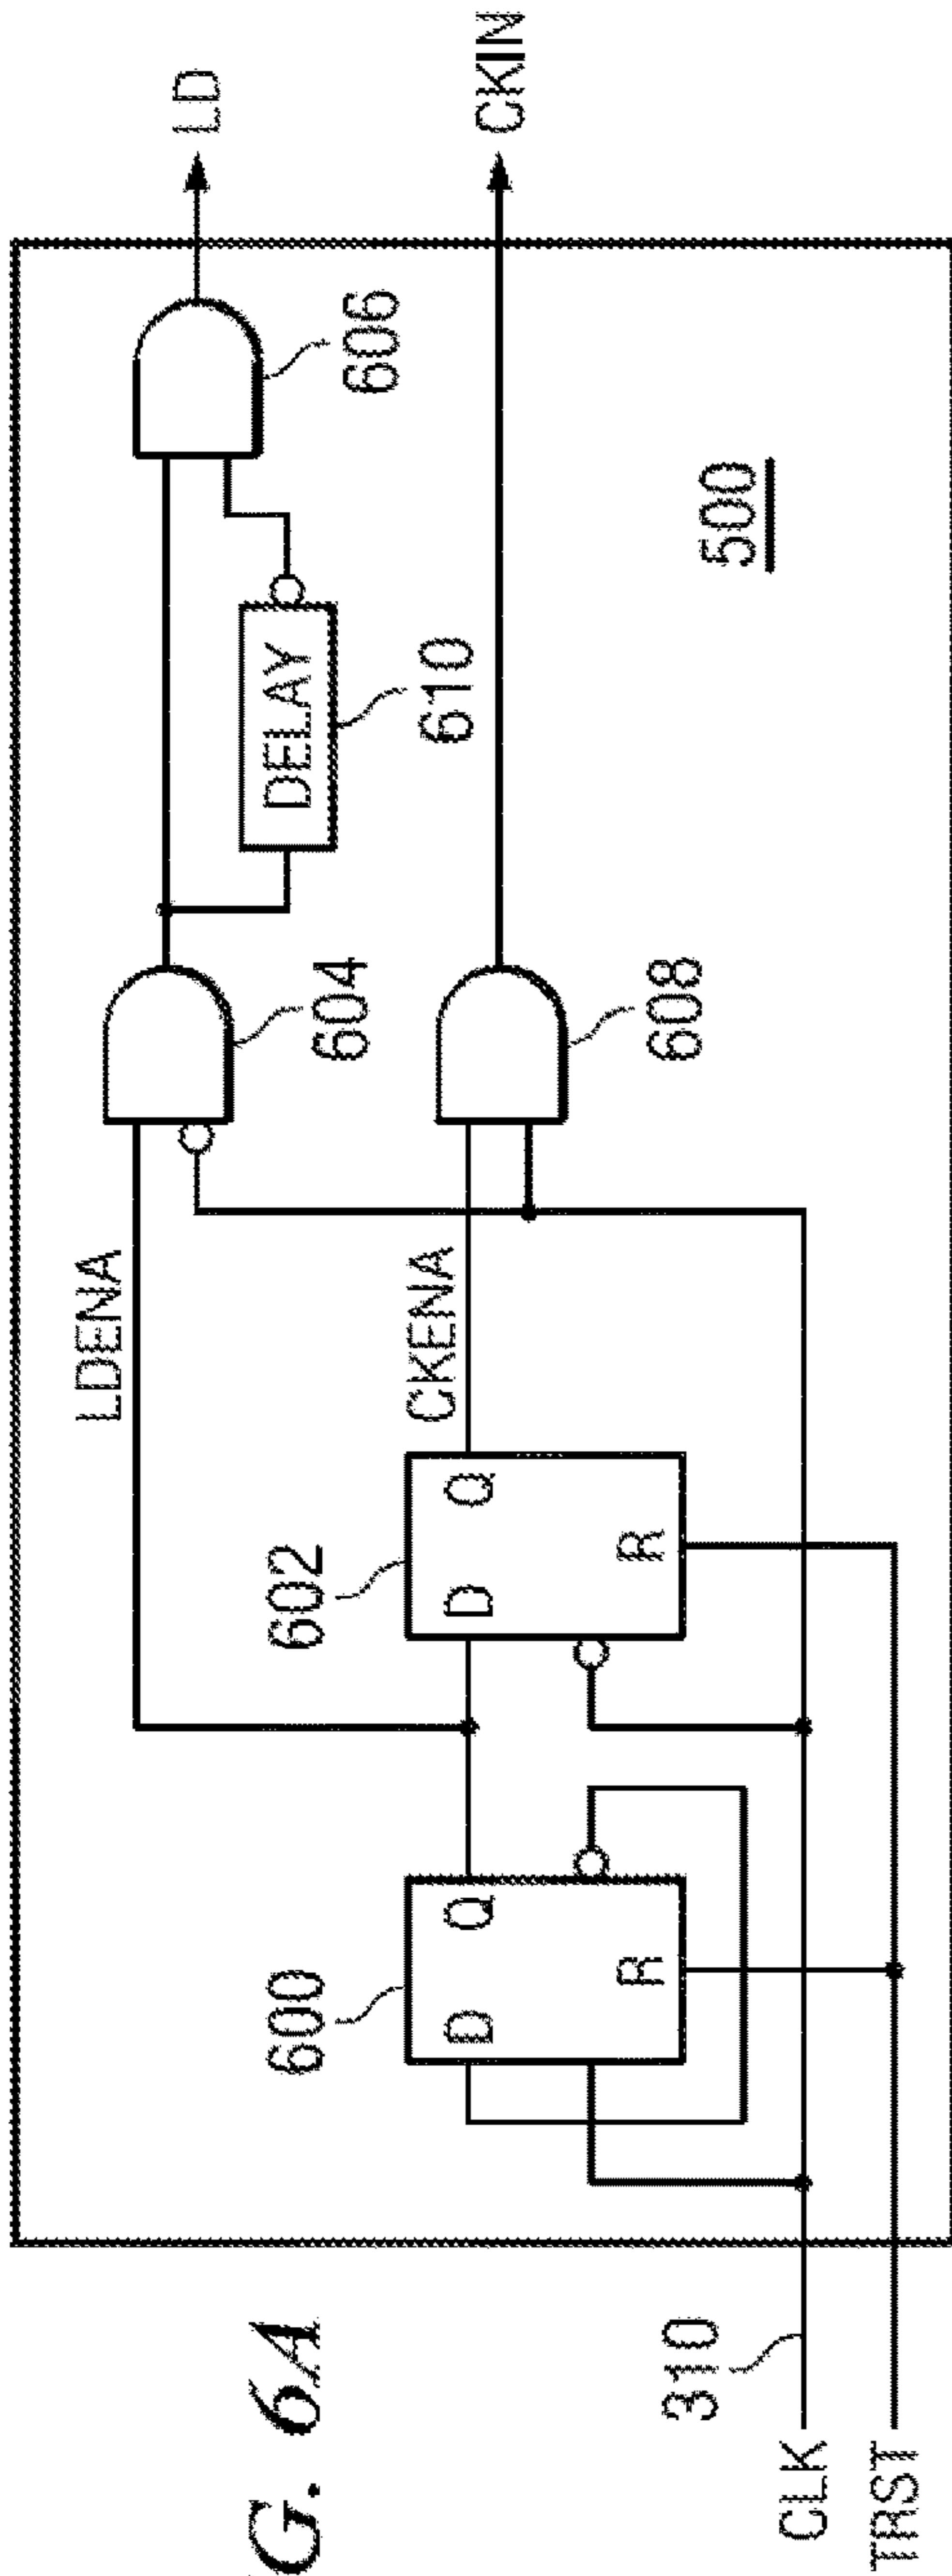 LDENA
LD
604
606
DELAY
610
600
602
CKENA
CKIN
D
Q
R
D
Q
R
608
500
310
CLK
TRST
G. 6A